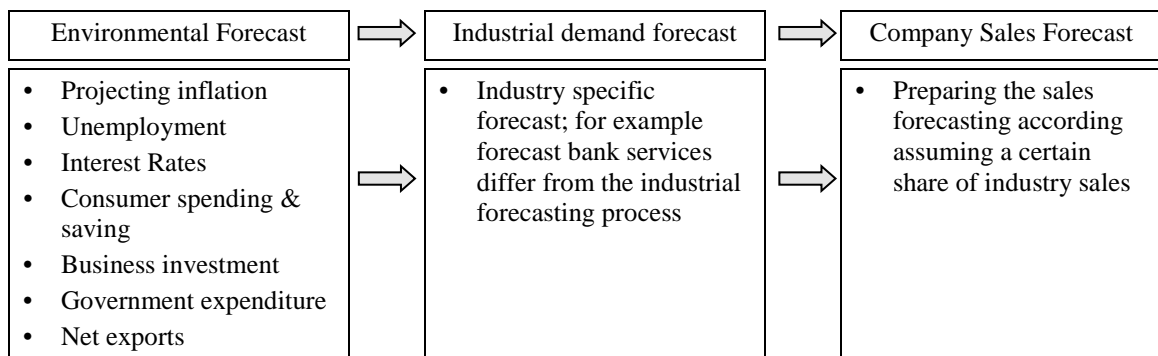 Environmental Forecast
Industrial demand forecast
Company Sales Forecast
• Projecting inflation
• Unemployment
• Interest Rates
• Consumer spending &
saving
• Business investment
• Government expenditure
• Net exports
• Industry specific
forecast; for example
forecast bank services
differ from the industrial
forecasting process
• Preparing the sales
forecasting according
assuming a certain
share of industry sales